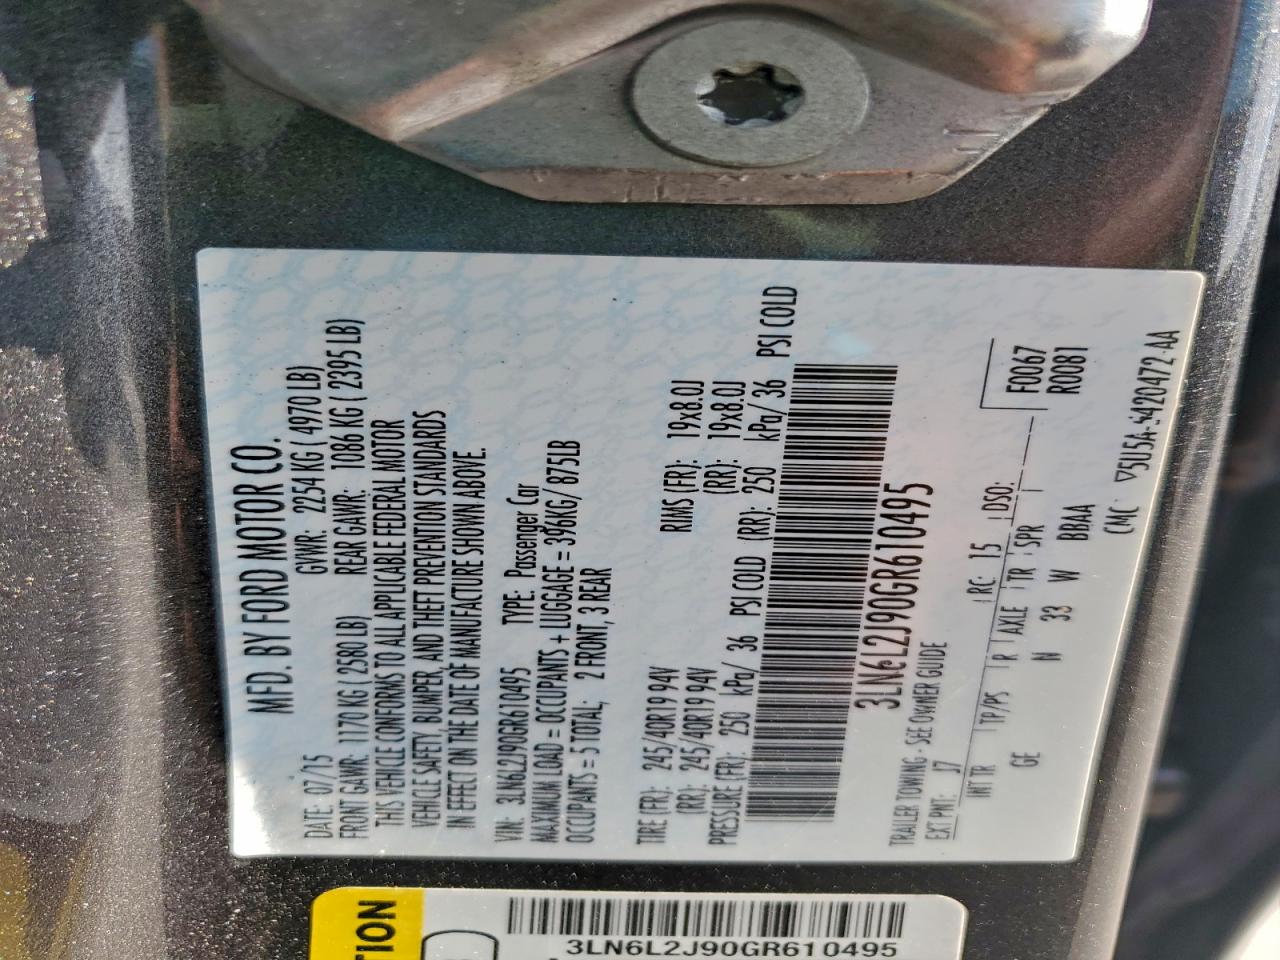 MFD. BY FORD MOTOR CO.
DATE: 07/15 GVWR: 2254 KG ( 4970 LB)
FRONT GAWR: 1170 KG ( 2580 LB) REAR GAWR: 1086 KG ( 2395 LB)
THIS VEHICLE CONFORMS TO ALL APPLICABLE FEDERAL MOTOR
VEHICLE SAFETY, BUMPER, AND THEFT PREVENTION STANDARDS
IN EFFECT ON THE DATE OF MANUFACTURE SHOWN ABOVE.
VIN: 3LN6L2J90GR610495 TYPE: Passenger Car
MAXIMUM LOAD = OCCUPANTS + LUGGAGE = 396KG/ 875LB
OCCUPANTS = 5 TOTAL; 2 FRONT, 3 REAR
TIRE (FR): 245/40R19 94V RIMS (FR): 19x8.0J
(RR): 245/40R19 94V (RR): 19x8.0J
PRESSURE (FR): 250 kPa/ 36 PSI COLD (RR): 250 kPa/ 36 PSI COLD
3LN6L2J90GR610495
TRAILER TOWING - SEE OWNER GUIDE
EXT PNT: J7 RC: 15 DSO: F0067
INT TR TP/PS R AXLE TR SPR R0081
GE N 33 W BBAA
CMC ▽5U5A-5420472-AA
TION
3LN6L2J90GR610495